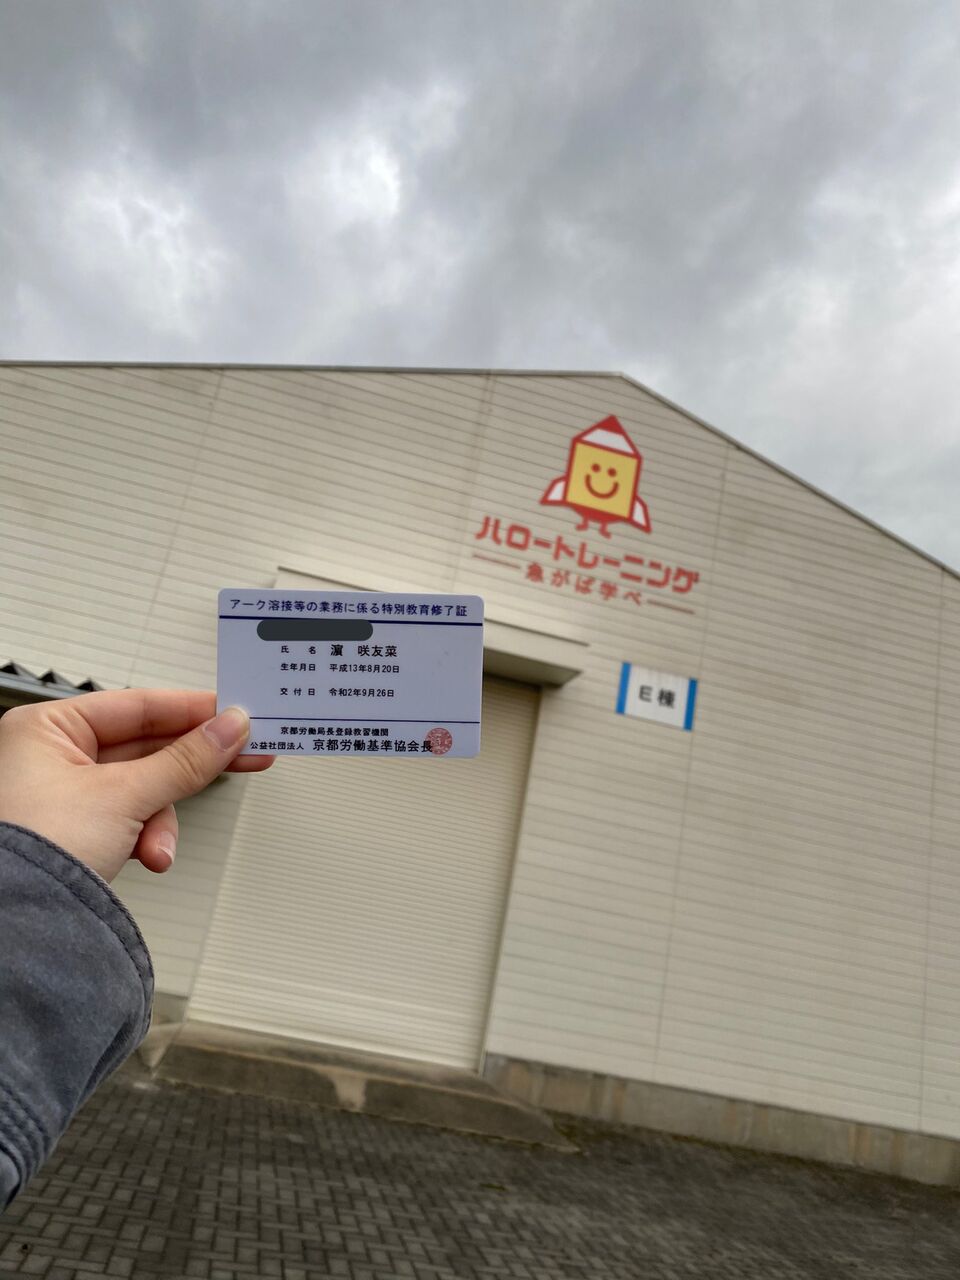 ハロートレーニング
急がば学べ
アーク溶接等の業務に係る特別教育修了証
氏 名 濵 咲友菜
生年月日 平成13年8月20日
交付日 令和2年9月26日
京都労働局長登録教習機関
公益社団法人 京都労働基準協会長
E棟